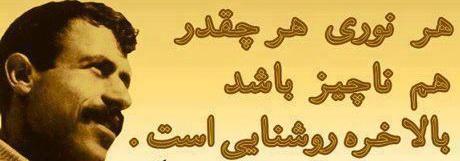 هر نوری هر چقدر
هم ناچیز باشد
بالاخره روشنایی است .